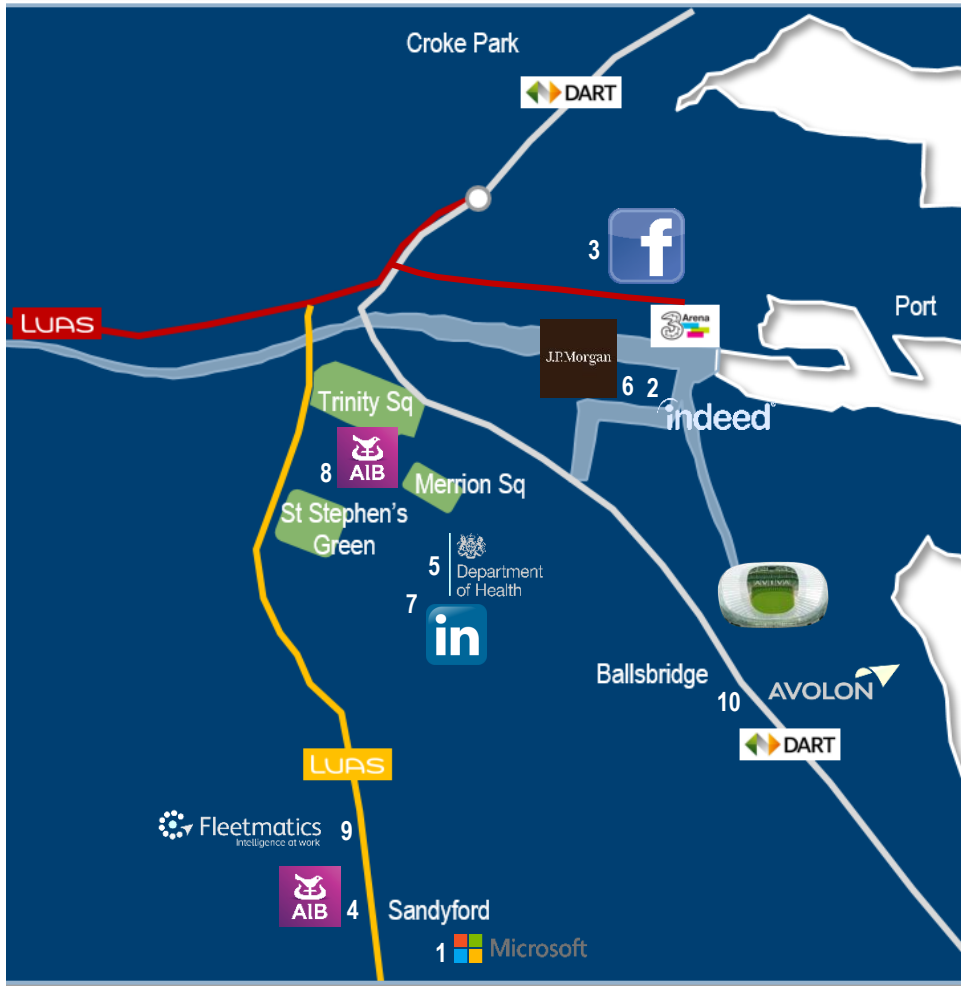 Croke Park
DART
3
f
LUAS
3Arena
Port
J.P.Morgan
6
2
indeed
Trinity Sq
8
AIB
Merrion Sq
St Stephen's
Green
5
Department
of Health
7
in
AVIVA
Ballsbridge
10
AVOLON
DART
LUAS
Fleetmatics
Intelligence at work
9
AIB
4
Sandyford
1
Microsoft